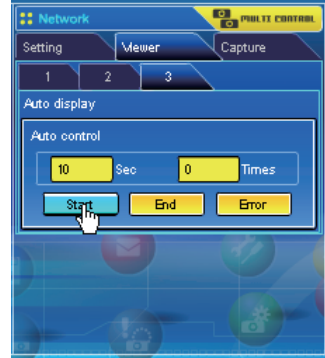 Network MULTI CONTROL
Setting Viewer Capture
1 2 3
Auto display
Auto control
10 Sec 0 Times
Start End Error